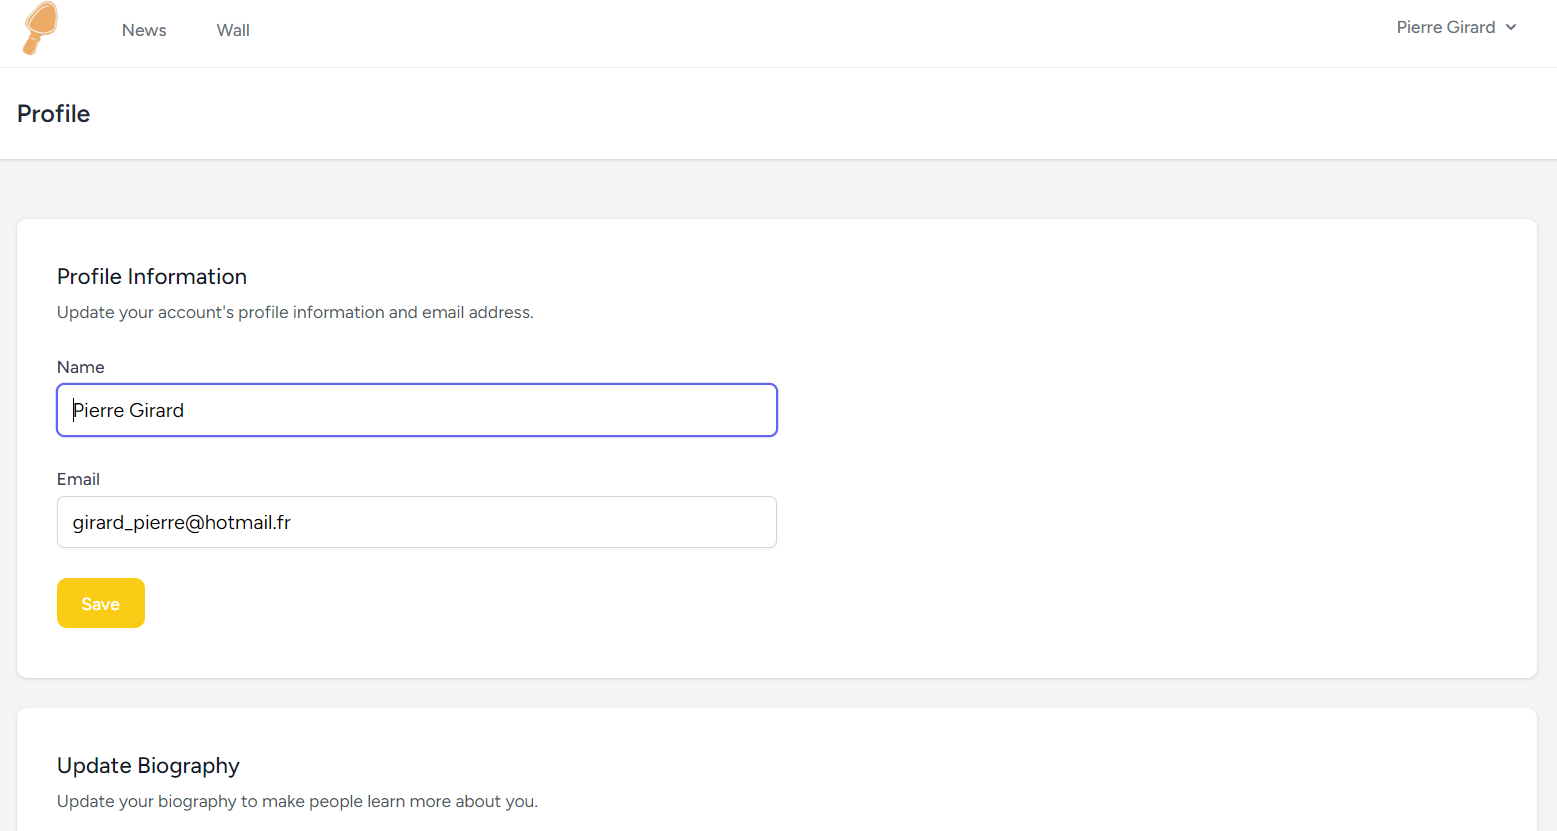 News
Wall
Pierre Girard
Profile
Profile Information
Update your account's profile information and email address.
Name
Pierre Girard
Email
girard_pierre@hotmail.fr
Save
Update Biography
Update your biography to make people learn more about you.